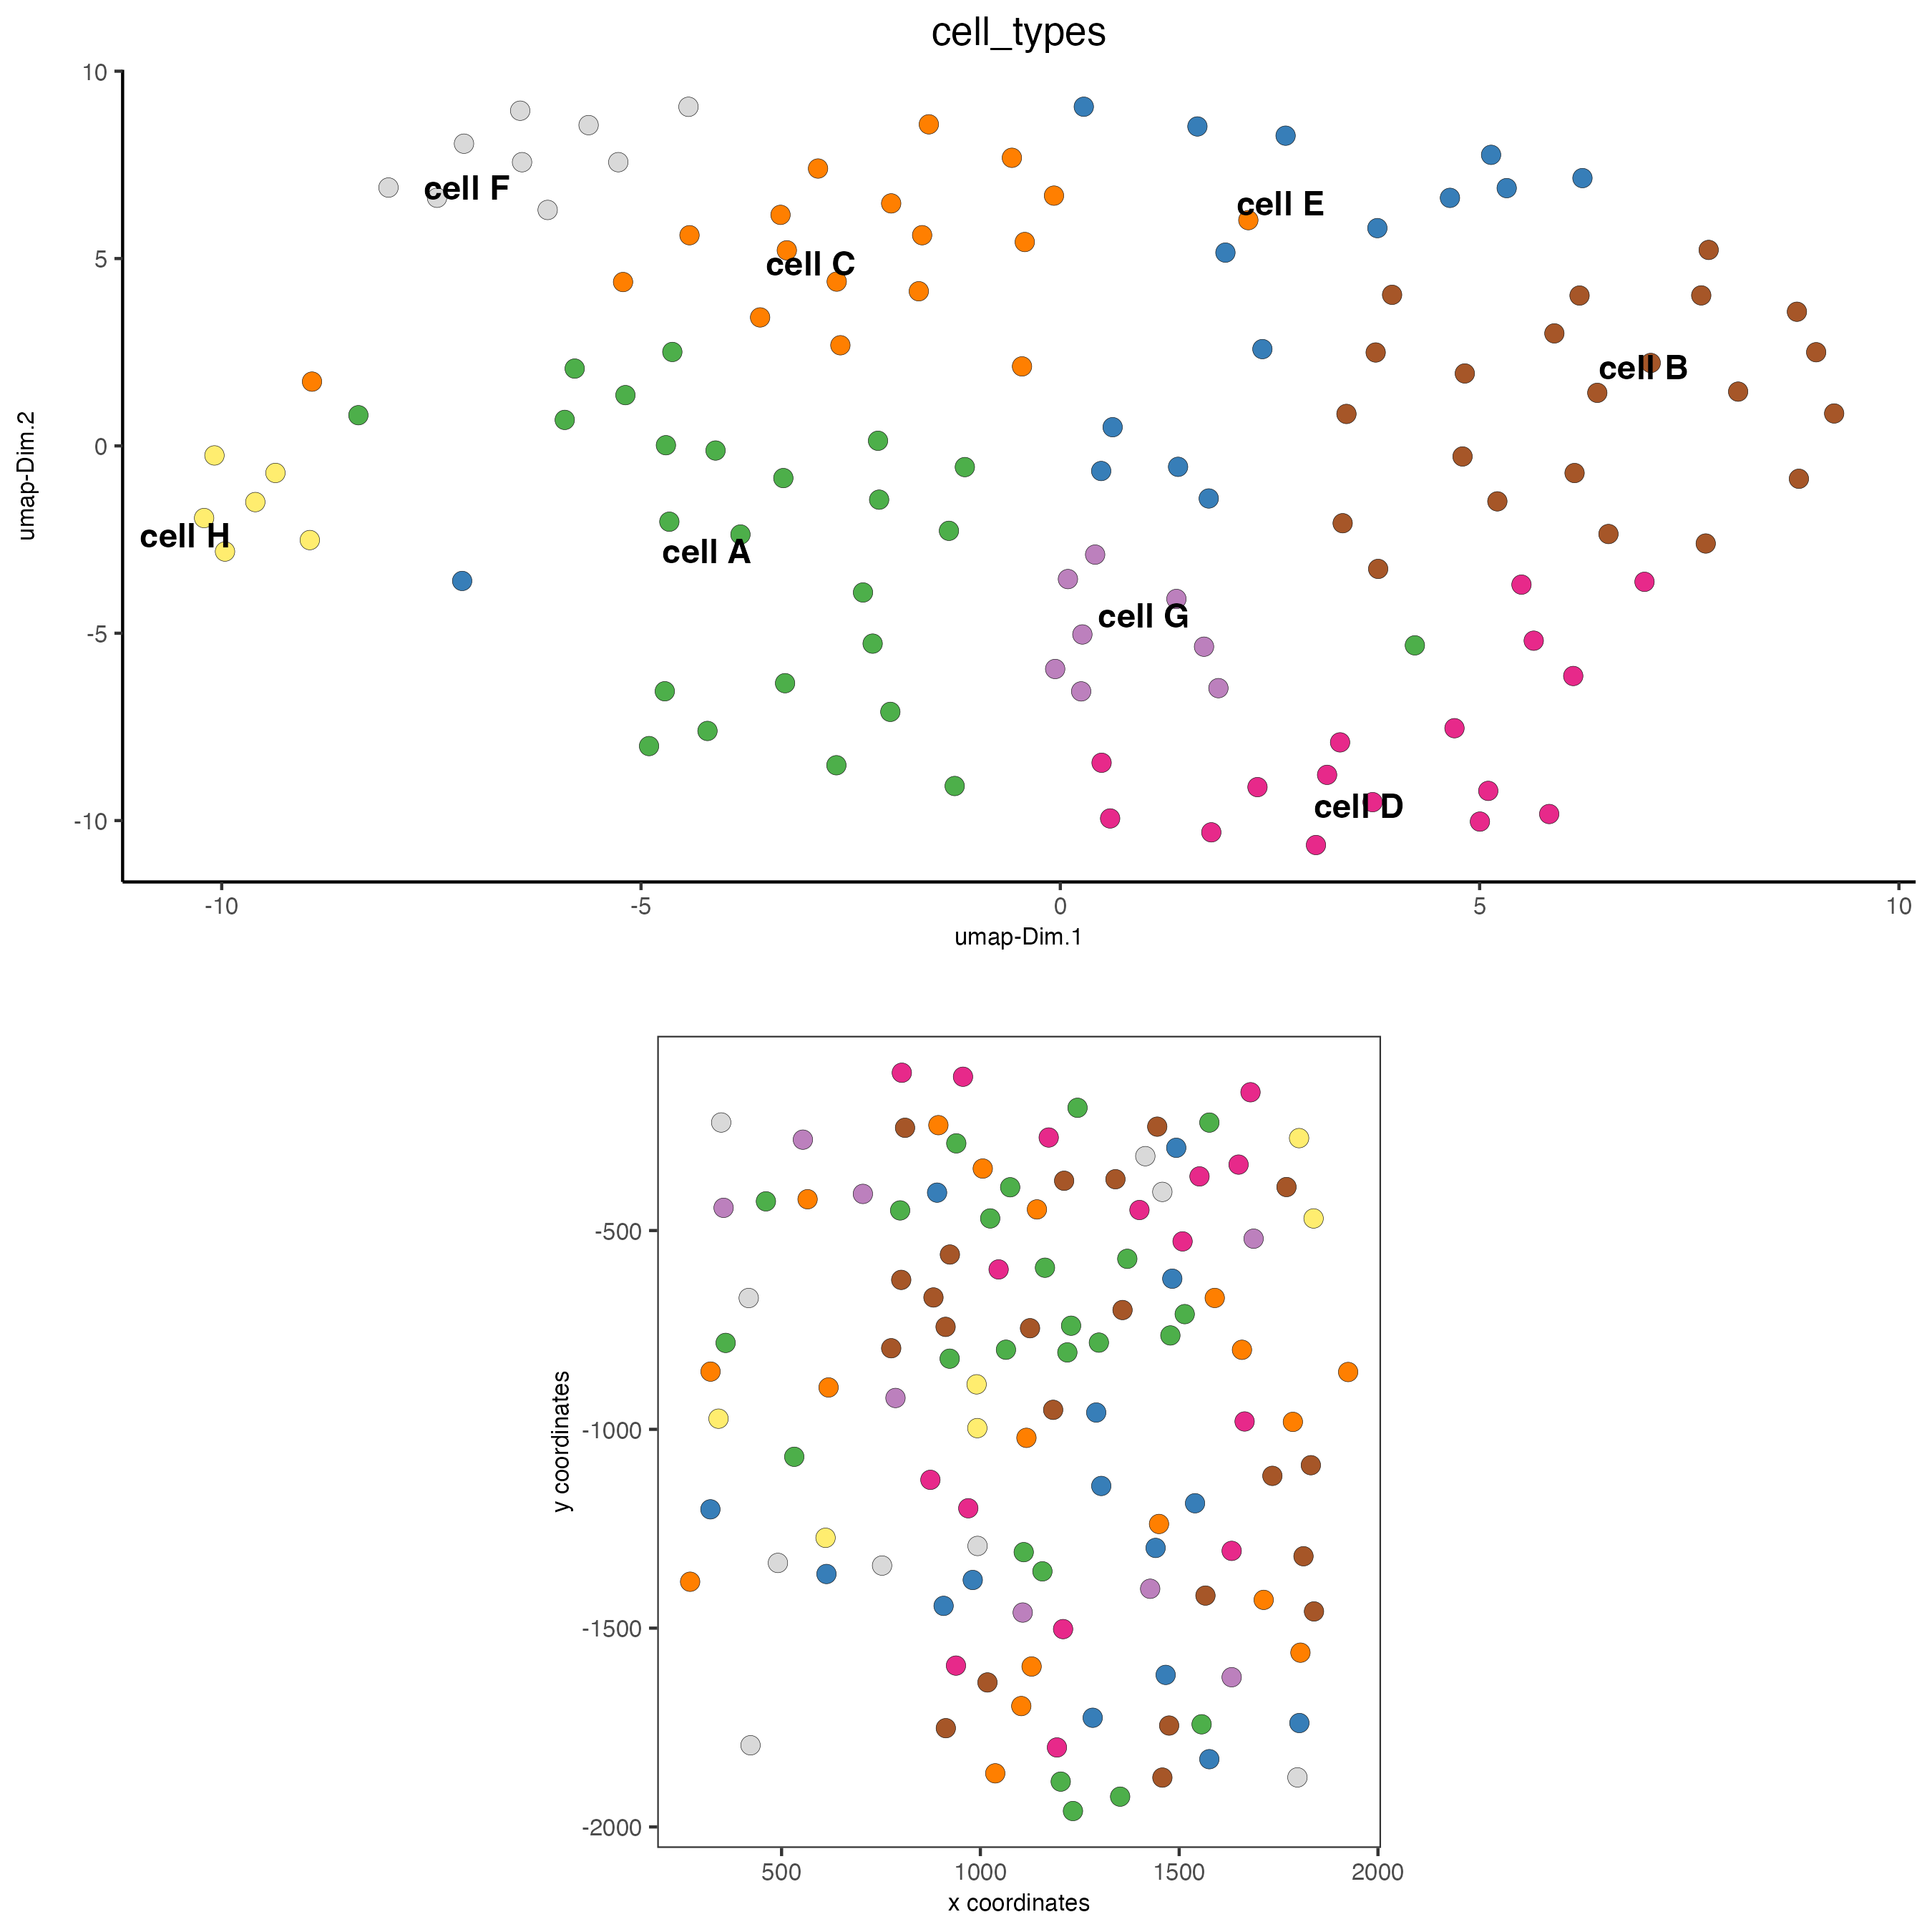 cell_types
10
5
0
-5
-10
umap-Dim.2
cell F
cell E
cell C
cell B
cell H
cell A
cell G
cell D
-10
-5
0
5
10
umap-Dim.1
-500
-1000
-1500
-2000
y coordinates
500
1000
1500
2000
x coordinates